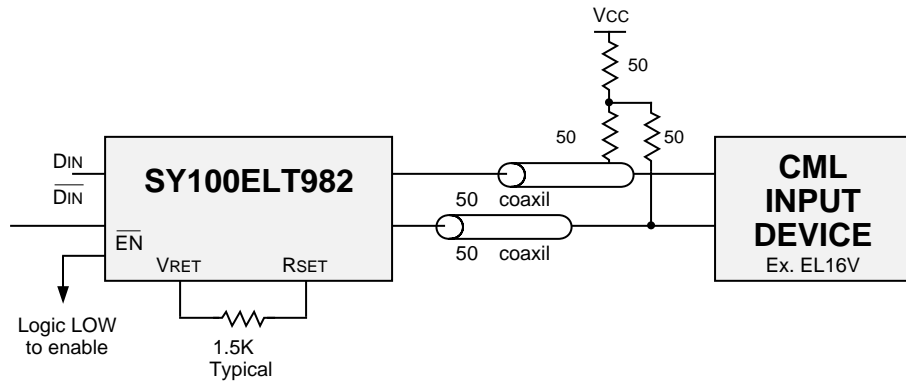 VCC
50
50
50
DIN
DIN
EN
SY100ELT982
VRET
RSET
50 coaxil
50 coaxil
CML
INPUT
DEVICE
Ex. EL16V
Logic LOW
to enable
1.5K
Typical